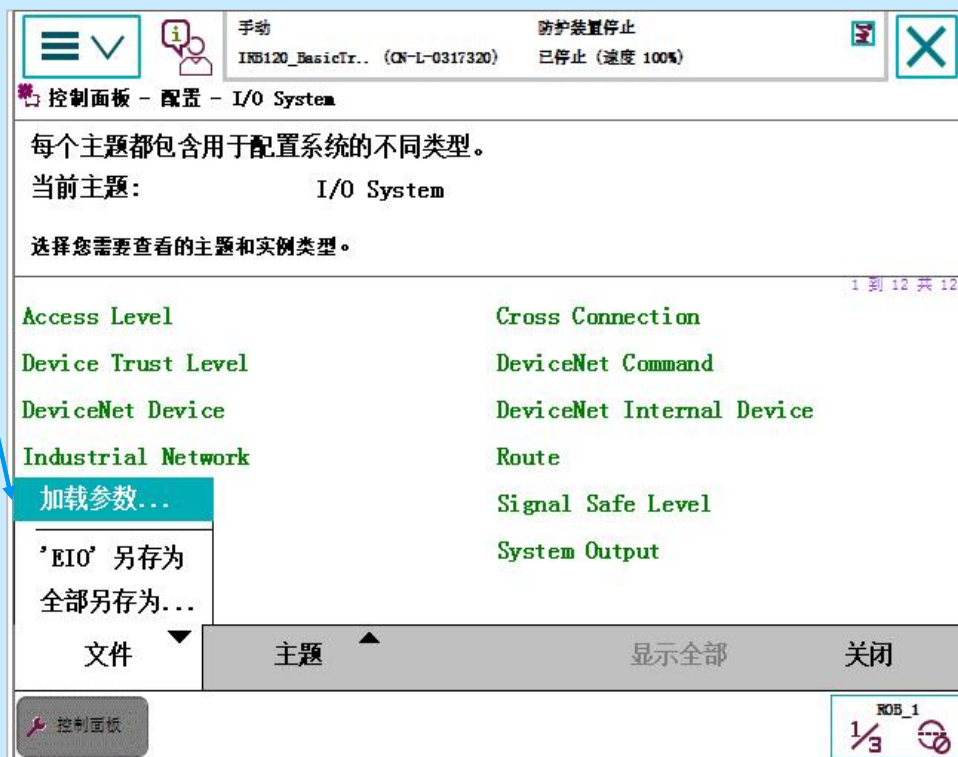 手动
防护装置停止
IRB120_BasicTr.. (CN-L-0317320)
已停止 (速度 100%)
控制面板 - 配置 - I/O System
每个主题都包含用于配置系统的不同类型。
当前主题: I/O System
选择您需要查看的主题和实例类型。
1 到 12 共 12
Access Level
Cross Connection
Device Trust Level
DeviceNet Command
DeviceNet Device
DeviceNet Internal Device
Industrial Network
Route
加载参数...
Signal Safe Level
'EIO' 另存为
System Output
全部另存为...
文件
主题
显示全部
关闭
控制面板
ROB_1
1/3